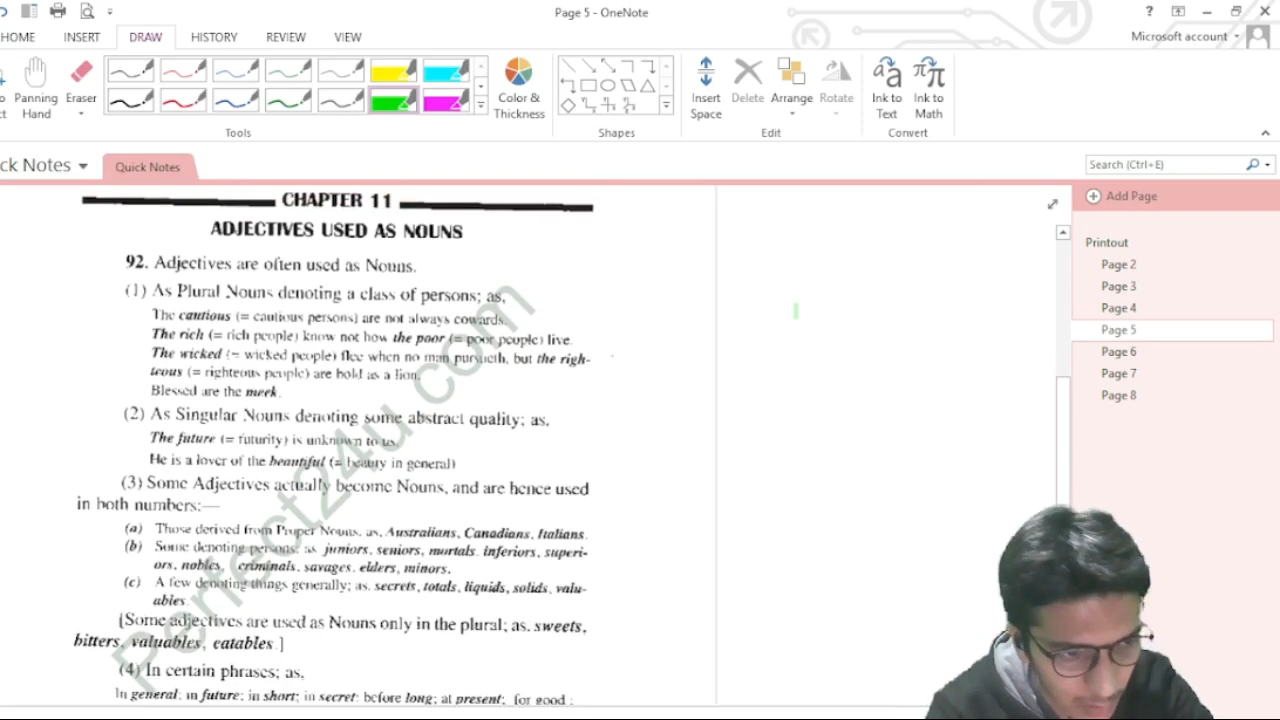 Page 5 - OneNote
?
HOME INSERT DRAW HISTORY REVIEW VIEW
Microsoft account
Panning Hand
Eraser
Color & Thickness
Insert Space
Delete
Arrange
Rotate
Ink to Text
Ink to Math
Tools
Shapes
Edit
Convert
ck Notes
Quick Notes
Search (Ctrl+E)
CHAPTER 11
ADJECTIVES USED AS NOUNS
92. Adjectives are often used as Nouns.
(1) As Plural Nouns denoting a class of persons; as,
The cautious (= cautious persons) are not always cowards.
The rich (= rich people) know not how the poor (= poor people) live.
The wicked (= wicked people) flee when no man pursueth, but the righ-
teous (= righteous people) are bold as a lion.
Blessed are the meek.
(2) As Singular Nouns denoting some abstract quality; as,
The future (= futurity) is unknown to us.
He is a lover of the beautiful (= beauty in general)
(3) Some Adjectives actually become Nouns, and are hence used
in both numbers:—
(a) Those derived from Proper Nouns, as, Australians, Canadians, Italians.
(b) Some denoting persons; as juniors, seniors, mortals, inferiors, superi-
ors, nobles, criminals, savages, elders, minors.
(c) A few denoting things generally; as, secrets, totals, liquids, solids, valu-
ables.
[Some adjectives are used as Nouns only in the plural; as, sweets,
bitters, valuables, eatables.]
(4) In certain phrases; as,
In general; in future; in short; in secret; before long; at present; for good;
Perfect24u.com
Add Page
Printout
Page 2
Page 3
Page 4
Page 5
Page 6
Page 7
Page 8